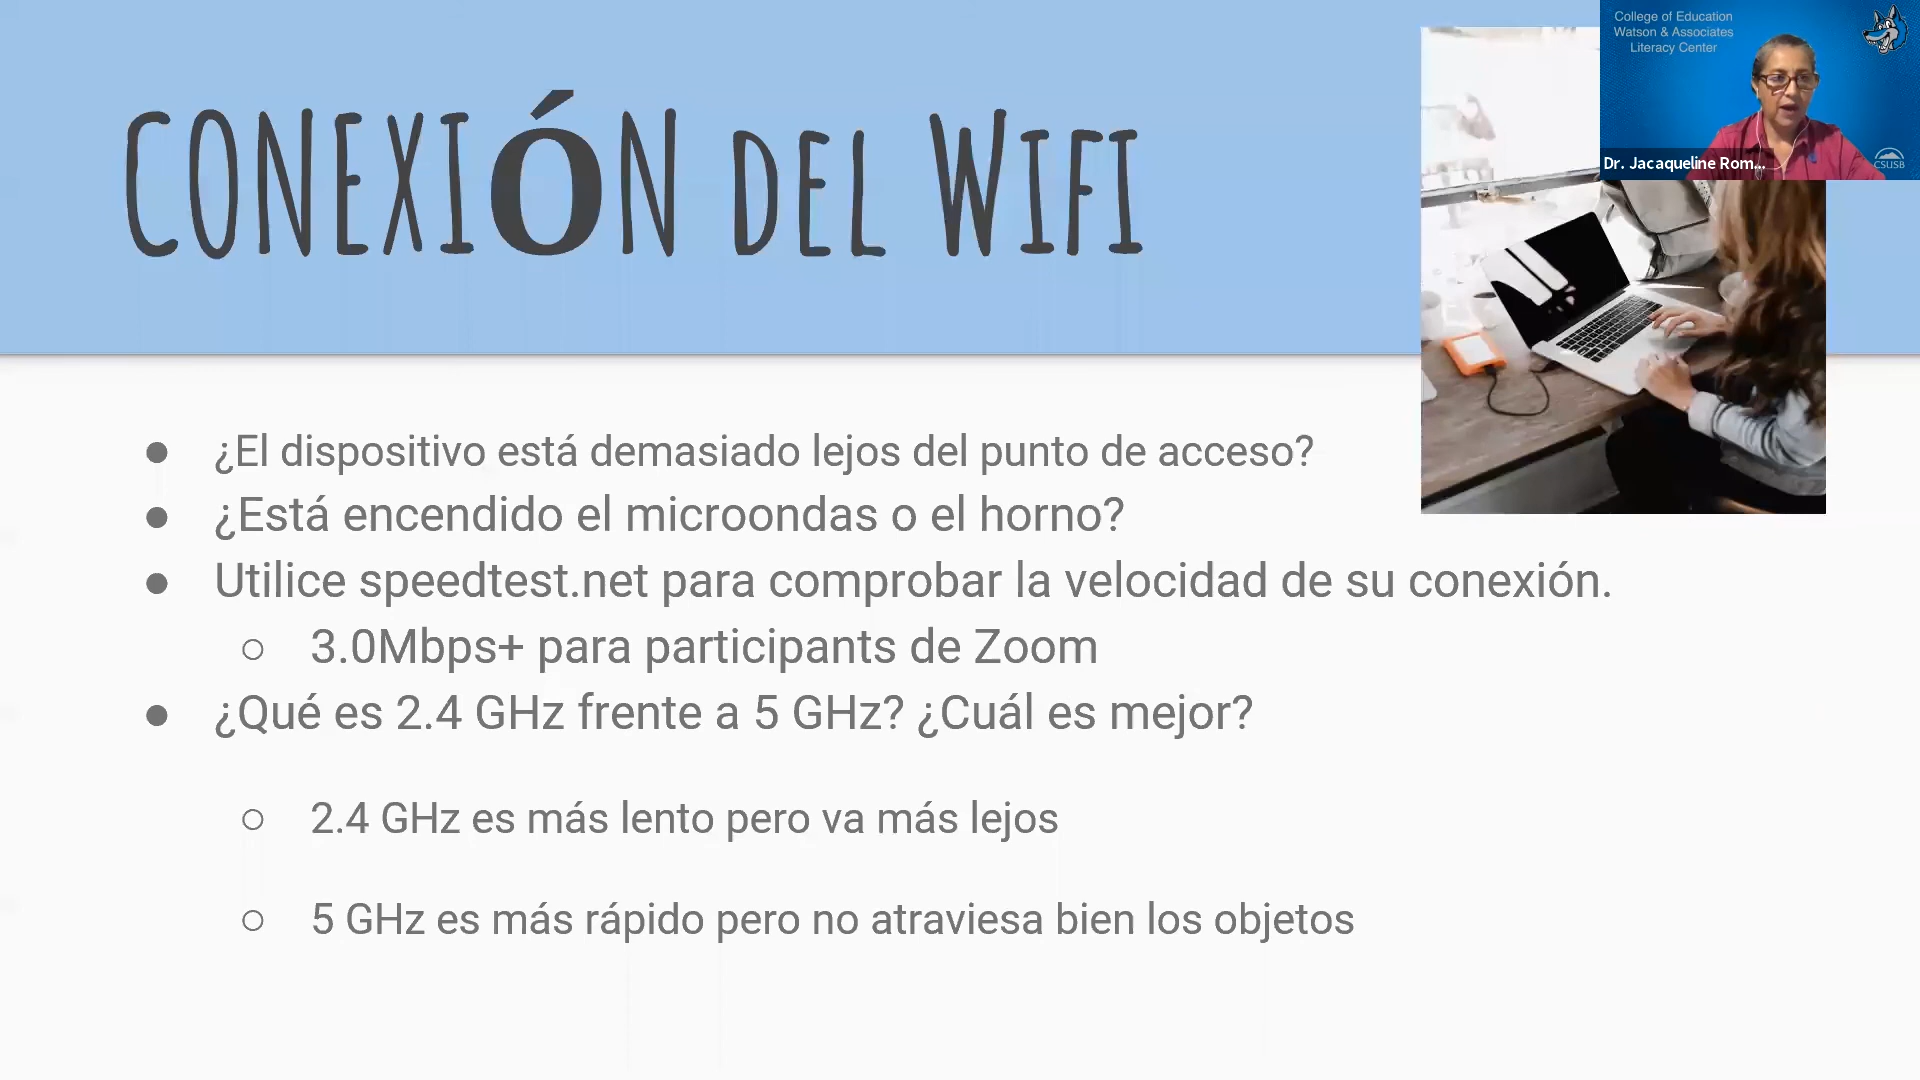 CONEXIÓN DEL WIFI
College of Education
Watson & Associates
Literacy Center
Dr. Jacaqueline Rom...
CSUSB
¿El dispositivo está demasiado lejos del punto de acceso?
¿Está encendido el microondas o el horno?
Utilice speedtest.net para comprobar la velocidad de su conexión.
3.0Mbps+ para participants de Zoom
¿Qué es 2.4 GHz frente a 5 GHz? ¿Cuál es mejor?
2.4 GHz es más lento pero va más lejos
5 GHz es más rápido pero no atraviesa bien los objetos